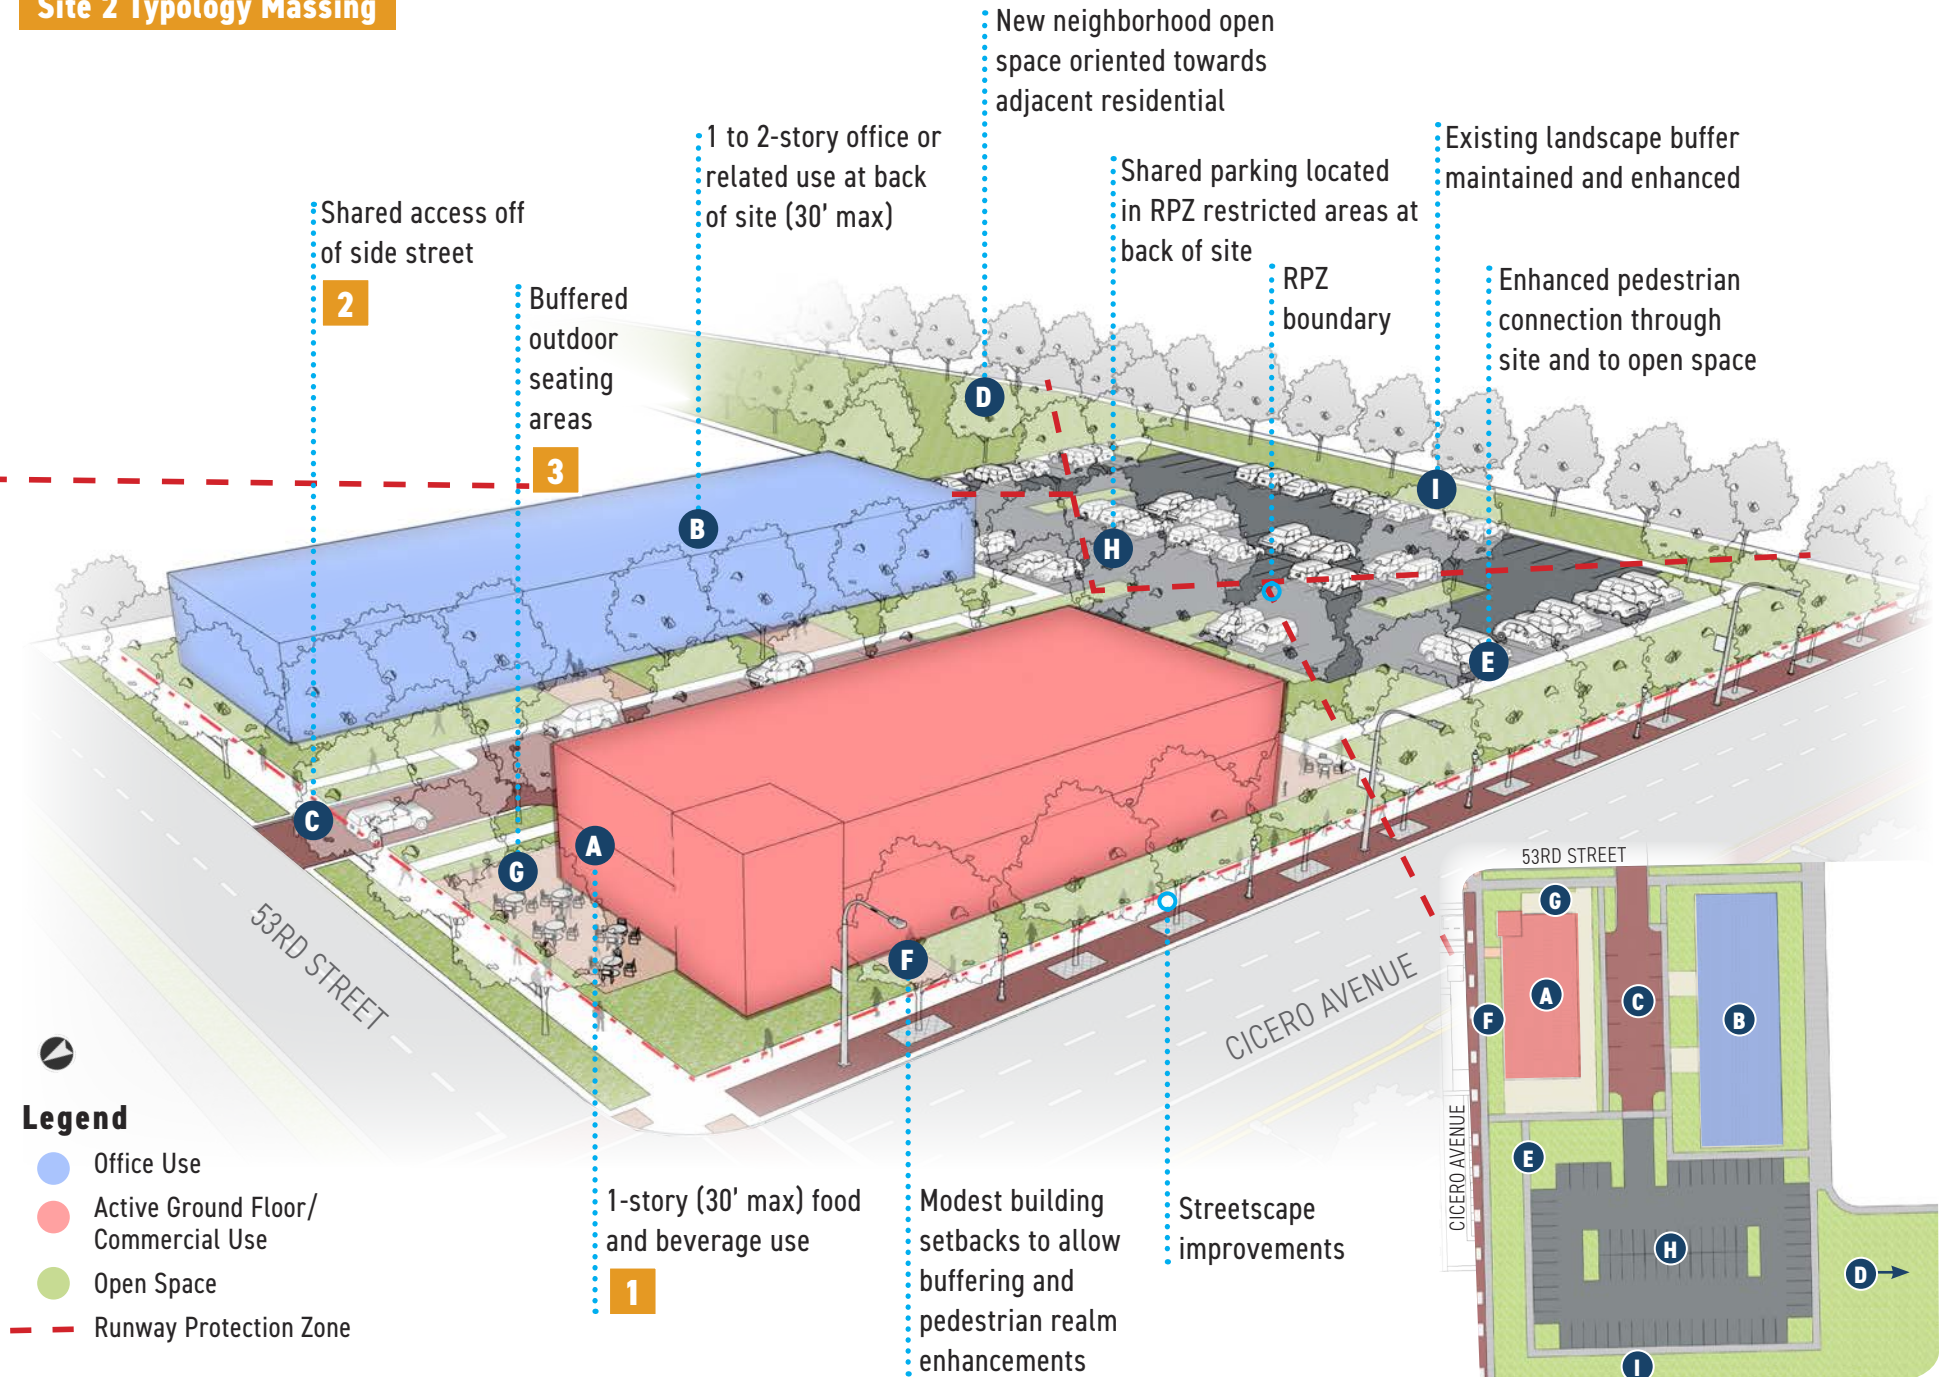 Site 2 Typology Massing
New neighborhood open
space oriented towards
adjacent residential
1 to 2-story office or
related use at back
of site (30' max)
Shared parking located
in RPZ restricted areas at
back of site
Existing landscape buffer
maintained and enhanced
Shared access off
of side street
2
Buffered
outdoor
seating
areas
3
RPZ
boundary
Enhanced pedestrian
connection through
site and to open space
D
I
B
H
E
C
A
G
F
53RD STREET
CICERO AVENUE
Legend
Office Use
Active Ground Floor/
Commercial Use
Open Space
Runway Protection Zone
1-story (30' max) food
and beverage use
1
Modest building
setbacks to allow
buffering and
pedestrian realm
enhancements
Streetscape
improvements
53RD STREET
G
A
C
F
B
CICERO AVENUE
E
H
D
I